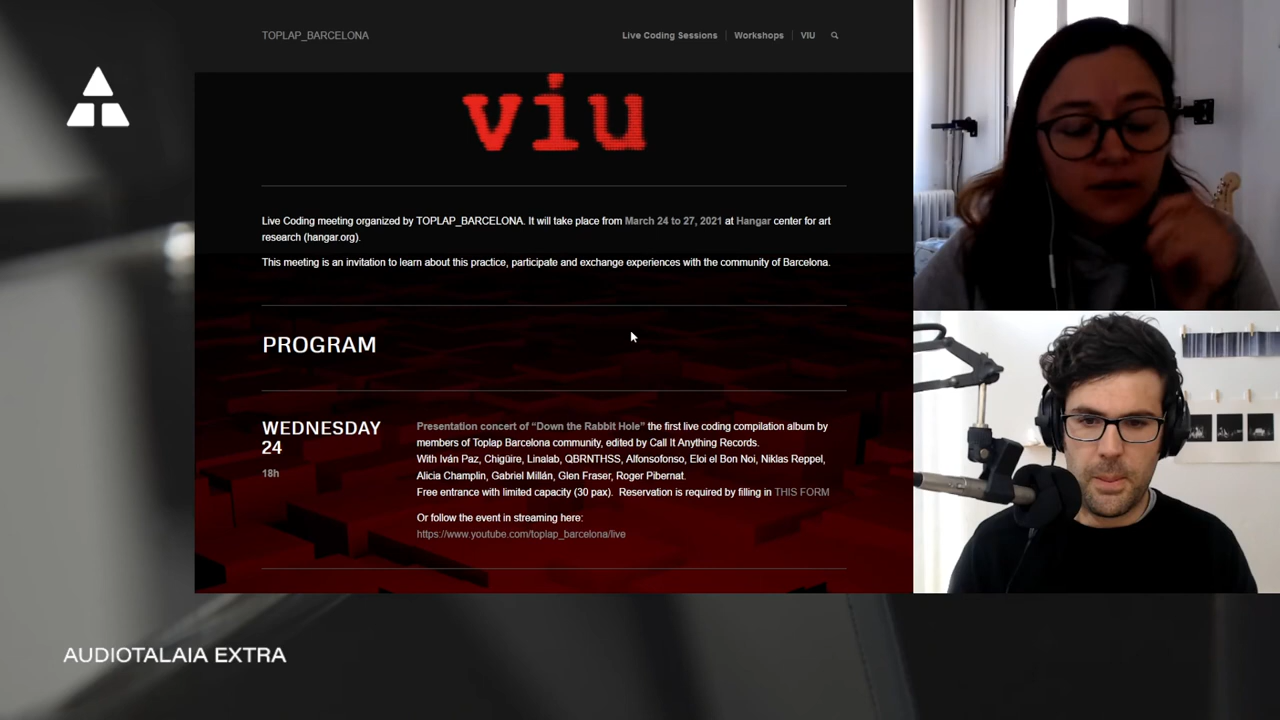 TOPLAP_BARCELONA
Live Coding Sessions
Workshops
VIU
viu
Live Coding meeting organized by TOPLAP_BARCELONA. It will take place from March 24 to 27, 2021 at Hangar center for art
research (hangar.org).
This meeting is an invitation to learn about this practice, participate and exchange experiences with the community of Barcelona.
PROGRAM
WEDNESDAY
24
18h
Presentation concert of “Down the Rabbit Hole” the first live coding compilation album by
members of Toplap Barcelona community, edited by Call It Anything Records.
With Iván Paz, Chigüire, Linalab, QBRNTHSS, Alfonsofonso, Eloi el Bon Noi, Niklas Reppel,
Alicia Champlin, Gabriel Millán, Glen Fraser, Roger Pibernat.
Free entrance with limited capacity (30 pax). Reservation is required by filling in THIS FORM
Or follow the event in streaming here:
https://www.youtube.com/toplap_barcelona/live
AUDIOTALAIA EXTRA